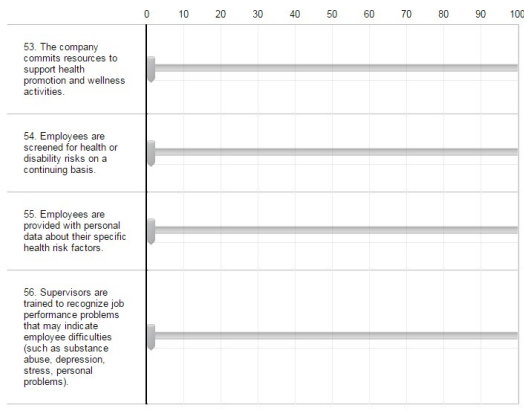 0 10 20 30 40 50 60 70 80 90 100
53. The company
commits resources to
support health
promotion and wellness
activities.
54. Employees are
screened for health or
disability risks on a
continuing basis.
55. Employees are
provided with personal
data about their specific
health risk factors.
56. Supervisors are
trained to recognize job
performance problems
that may indicate
employee difficulties
(such as substance
abuse, depression,
stress, personal
problems).